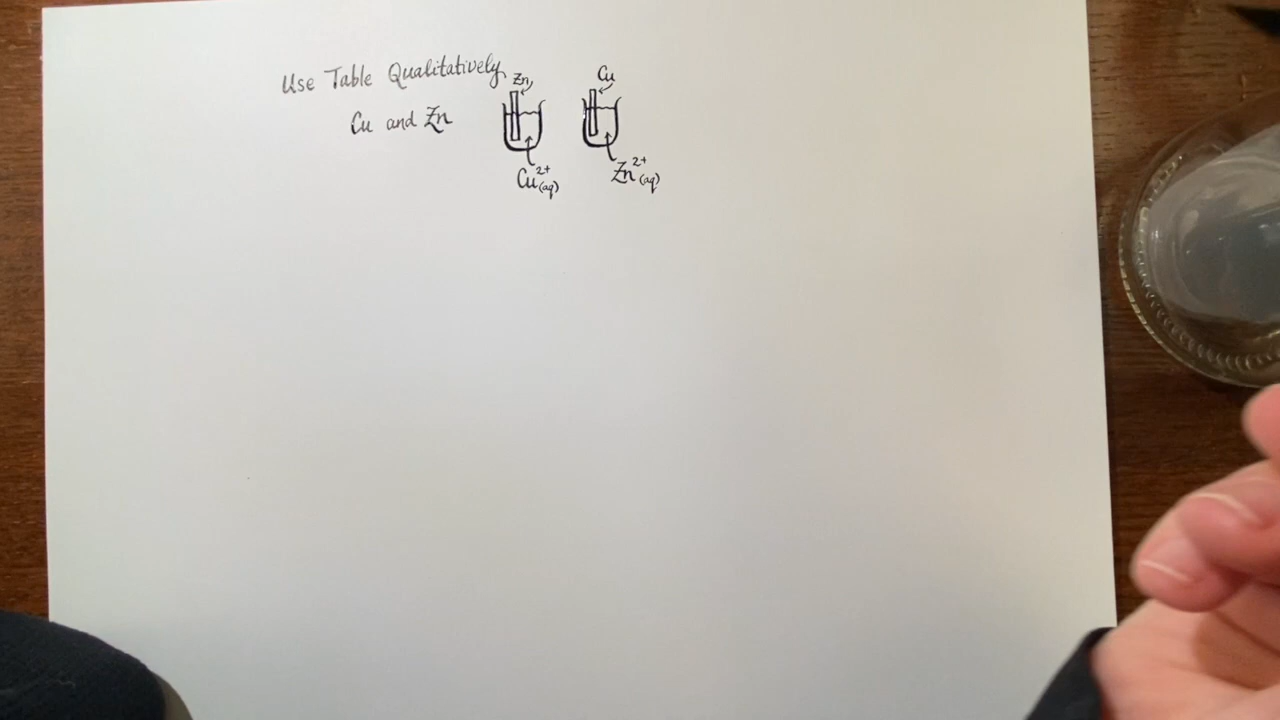 Use Table Qualitatively
Cu and Zn
Zn
Cu
Cu²⁺(aq)
Zn²⁺(aq)